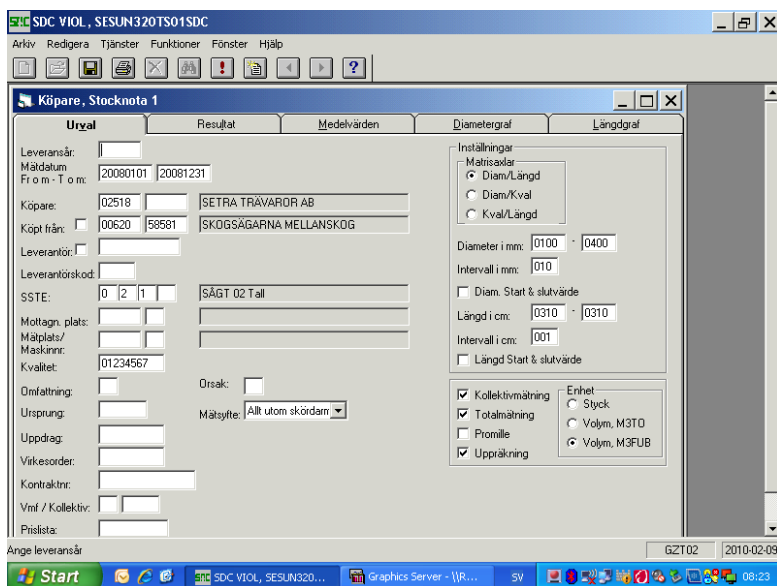 SDC VIOL, SESUN320TS01SDC
Arkiv Redigera Tjänster Funktioner Fönster Hjälp
Köpare, Stocknota 1
Urval Resultat Medelvärden Diametergraf Längdgraf
Leveransår:
Mätdatum
From - Tom: 20080101 20081231
Köpare: 02518 SETRA TRÄVAROR AB
Köpt från: 00620 58581 SKOGSÄGARNA MELLANSKOG
Leverantör:
Leverantörskod:
SSTE: 0 2 1 SÅGT 02 Tall
Mottagn. plats:
Mätplats/
Maskinnr:
Kvalitet: 01234567
Omfattning: Orsak:
Ursprung: Mätsyfte: Allt utom skördarm
Uppdrag:
Virkesorder:
Kontraktnr:
Vmf / Kollektiv:
Prislista:
Inställningar
Matrisaxlar
Diam/Längd
Diam/Kval
Kval/Längd
Diameter i mm: 0100 - 0400
Intervall i mm: 010
Diam. Start & slutvärde
Längd i cm: 0310 - 0310
Intervall i cm: 001
Längd Start & slutvärde
Kollektivmätning
Totalmätning
Promille
Uppräkning
Enhet
Styck
Volym, M3TO
Volym, M3FUB
Ange leveransår GZT02 2010-02-09
Start SDC VIOL, SESUN320... Graphics Server - \\R... SV 08:23